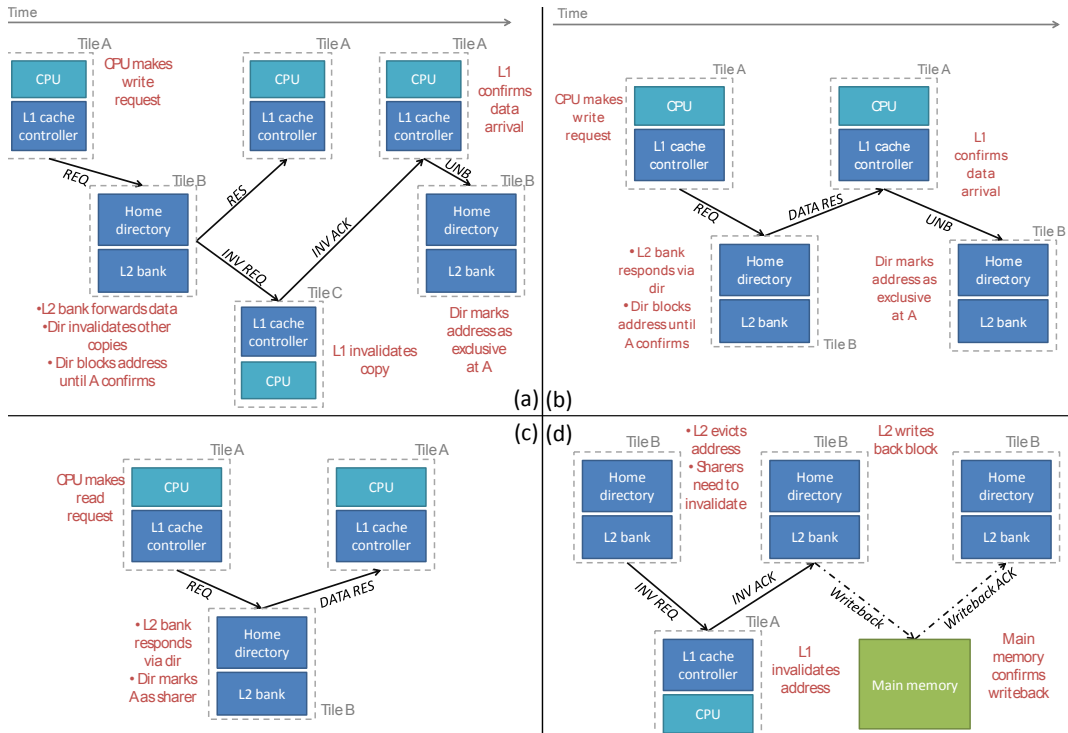 Time
Tile A
CPU
L1 cache
controller
CPU makes
write
request
REQ
Tile B
Home
directory
L2 bank
•L2 bank forwards data
•Dir invalidates other
copies
• Dir blocks address
until A confirms
RES
INV REQ
Tile A
CPU
L1 cache
controller
Tile C
L1 cache
controller
CPU
L1 invalidates
copy
INV ACK
Tile A
CPU
L1 cache
controller
L1
confirms
data
arrival
UNB
Tile B
Home
directory
L2 bank
Dir marks
address as
exclusive
at A
(a)
Time
CPU makes
write
request
Tile A
CPU
L1 cache
controller
REQ
• L2 bank
responds via
dir
• Dir blocks
address until
A confirms
Home
directory
L2 bank
Tile B
DATA RES
Tile A
CPU
L1 cache
controller
L1
confirms
data
arrival
UNB
Dir marks
address as
exclusive
at A
Tile B
Home
directory
L2 bank
(b)
(c)
CPU makes
read
request
Tile A
CPU
L1 cache
controller
REQ
• L2 bank
responds
via dir
• Dir marks
A as sharer
Home
directory
L2 bank
Tile B
DATA RES
Tile A
CPU
L1 cache
controller
(d)
Tile B
Home
directory
L2 bank
• L2 evicts
address
• Sharers
need to
invalidate
INV REQ
Tile A
L1 cache
controller
CPU
L1
invalidates
address
INV ACK
Tile B
Home
directory
L2 bank
L2 writes
back block
Writeback
Main memory
Main
memory
confirms
writeback
Writeback ACK
Tile B
Home
directory
L2 bank